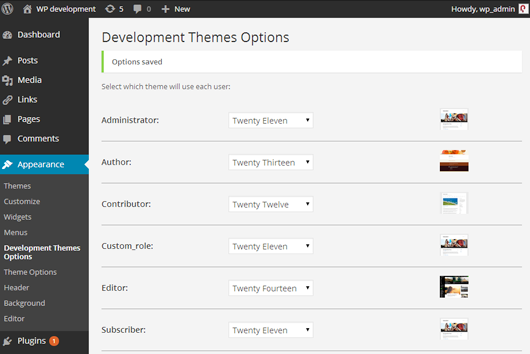 WP development 5 0 Howdy, wp_admin
Dashboard
Posts
Media
Links
Pages
Comments
Appearance
Themes
Customize
Widgets
Menus
Development Themes
Options
Theme Options
Header
Background
Editor
Plugins 1
Development Themes Options
Options saved
Select which theme will use each user:
Administrator: Twenty Eleven
Author: Twenty Thirteen
Contributor: Twenty Twelve
Custom_role: Twenty Eleven
Editor: Twenty Fourteen
Subscriber: Twenty Eleven